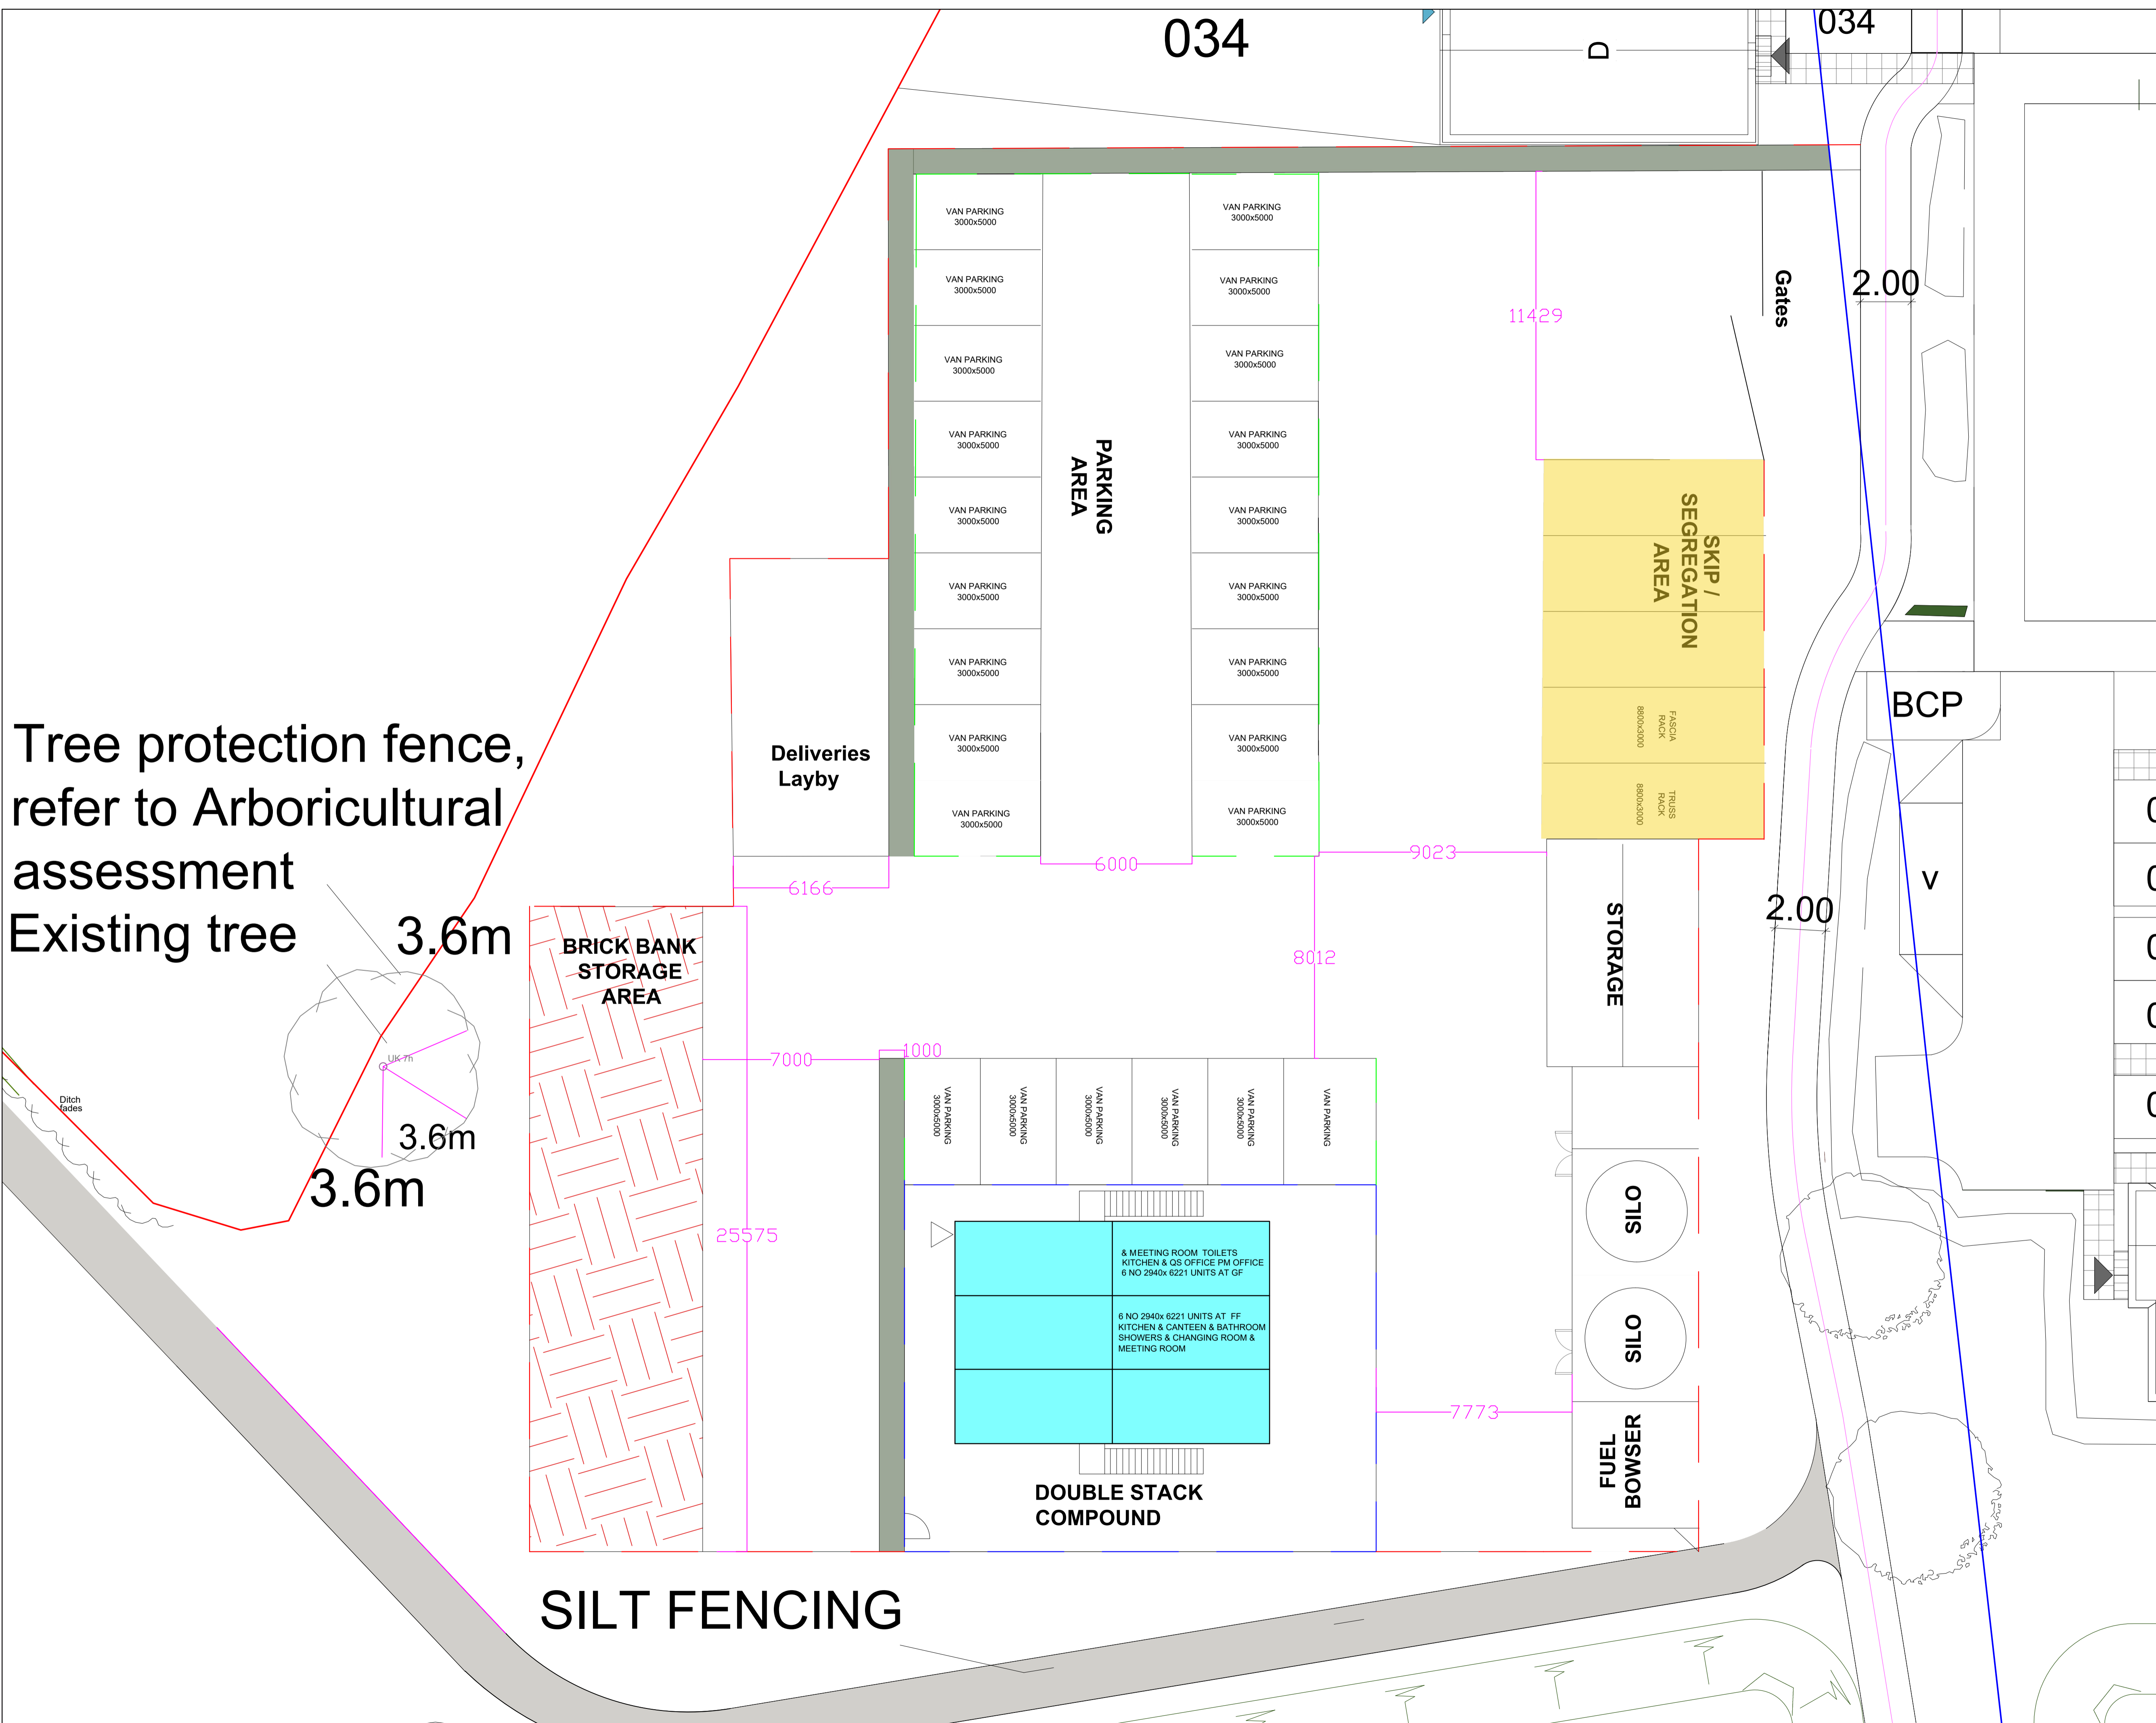 034
D
034
VAN PARKING
3000x5000
VAN PARKING
3000x5000
VAN PARKING
3000x5000
VAN PARKING
3000x5000
VAN PARKING
3000x5000
VAN PARKING
3000x5000
VAN PARKING
3000x5000
VAN PARKING
3000x5000
VAN PARKING
3000x5000
PARKING
AREA
VAN PARKING
3000x5000
VAN PARKING
3000x5000
VAN PARKING
3000x5000
VAN PARKING
3000x5000
VAN PARKING
3000x5000
VAN PARKING
3000x5000
VAN PARKING
3000x5000
VAN PARKING
3000x5000
VAN PARKING
3000x5000
11429
Gates
2.00
SKIP /
SEGREGATION
AREA
FASCIA
RACK
8800x3000
TRUSS
RACK
8800x3000
BCP
V
2.00
Deliveries
Layby
6166
6000
9023
8012
STORAGE
Tree protection fence,
refer to Arboricultural
assessment
Existing tree
3.6m
UK 7h
3.6m
3.6m
Ditch
fades
BRICK BANK
STORAGE
AREA
7000
1000
25575
VAN PARKING
3000x5000
VAN PARKING
3000x5000
VAN PARKING
3000x5000
VAN PARKING
3000x5000
VAN PARKING
3000x5000
VAN PARKING
& MEETING ROOM TOILETS
KITCHEN & QS OFFICE PM OFFICE
6 NO 2940x 6221 UNITS AT GF
6 NO 2940x 6221 UNITS AT FF
KITCHEN & CANTEEN & BATHROOM
SHOWERS & CHANGING ROOM &
MEETING ROOM
DOUBLE STACK
COMPOUND
7773
SILO
SILO
FUEL
BOWSER
SILT FENCING